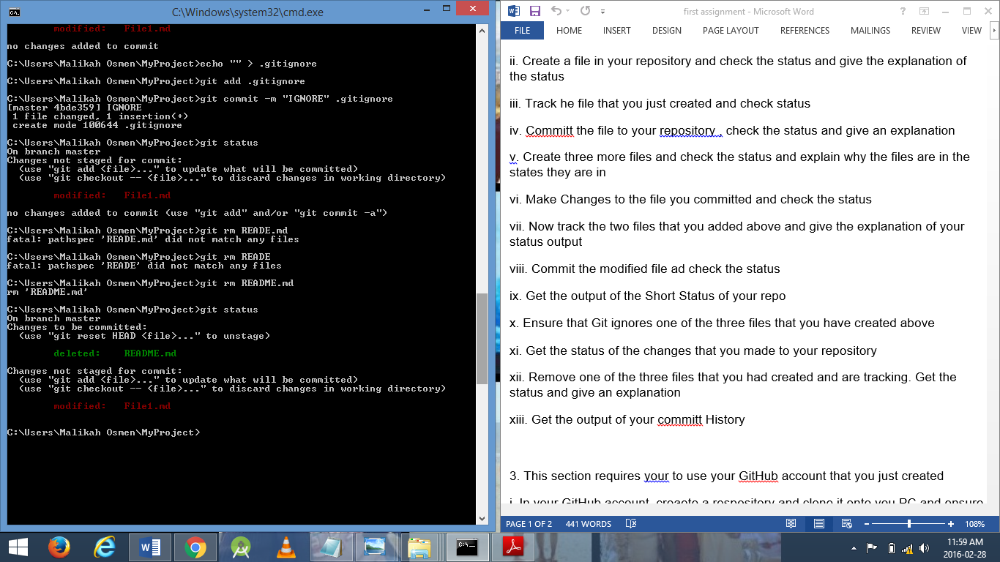 C:\Windows\system32\cmd.exe
modified:   File1.md
no changes added to commit
C:\Users\Malikah Osmen\MyProject>echo "" > .gitignore
C:\Users\Malikah Osmen\MyProject>git add .gitignore
C:\Users\Malikah Osmen\MyProject>git commit -m "IGNORE" .gitignore
[master 4bde359] IGNORE
1 file changed, 1 insertion(+)
create mode 100644 .gitignore
C:\Users\Malikah Osmen\MyProject>git status
On branch master
Changes not staged for commit:
(use "git add <file>..." to update what will be committed)
(use "git checkout -- <file>..." to discard changes in working directory)
modified:   File1.md
no changes added to commit (use "git add" and/or "git commit -a")
C:\Users\Malikah Osmen\MyProject>git rm READE.md
fatal: pathspec 'READE.md' did not match any files
C:\Users\Malikah Osmen\MyProject>git rm READE
fatal: pathspec 'READE' did not match any files
C:\Users\Malikah Osmen\MyProject>git rm README.md
rm 'README.md'
C:\Users\Malikah Osmen\MyProject>git status
On branch master
Changes to be committed:
(use "git reset HEAD <file>..." to unstage)
deleted:    README.md
Changes not staged for commit:
(use "git add <file>..." to update what will be committed)
(use "git checkout -- <file>..." to discard changes in working directory)
modified:   File1.md
C:\Users\Malikah Osmen\MyProject>
first assignment - Microsoft Word
FILE HOME INSERT DESIGN PAGE LAYOUT REFERENCES MAILINGS REVIEW VIEW
ii. Create a file in your repository and check the status and give the explanation of
the status
iii. Track he file that you just created and check status
iv. Committ the file to your repository , check the status and give an explanation
v. Create three more files and check the status and explain why the files are in the
states they are in
vi. Make Changes to the file you committed and check the status
vii. Now track the two files that you added above and give the explanation of your
status output
viii. Commit the modified file ad check the status
ix. Get the output of the Short Status of your repo
x. Ensure that Git ignores one of the three files that you have created above
xi. Get the status of the changes that you made to your repository
xii. Remove one of the three files that you had created and are tracking. Get the
status and give an explanation
xiii. Get the output of your committ History
3. This section requires your to use your GitHub account that you just created
i. In your GitHub account, creaote a respository and clone it onto you PC and ensure
PAGE 1 OF 2 441 WORDS 108%
11:59 AM
2016-02-28